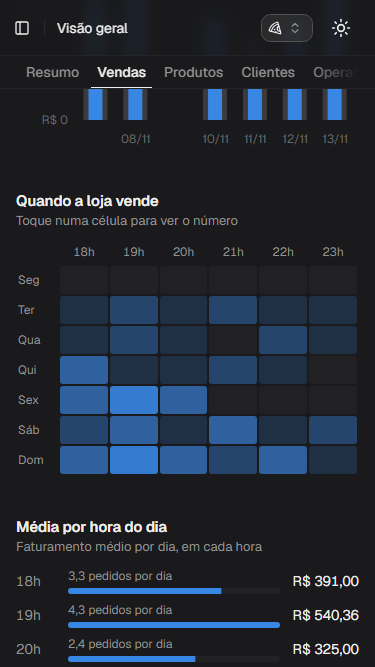 Visão geral
Resumo Vendas Produtos Clientes
R$ 0
08/11 10/11 11/11 12/11 13/11
Quando a loja vende
Toque numa célula para ver o número
18h 19h 20h 21h 22h 23h
Seg
Ter
Qua
Qui
Sex
Sáb
Dom
Média por hora do dia
Faturamento médio por dia, em cada hora
18h 3,3 pedidos por dia R$ 391,00
19h 4,3 pedidos por dia R$ 540,36
20h 2,4 pedidos por dia R$ 325,00